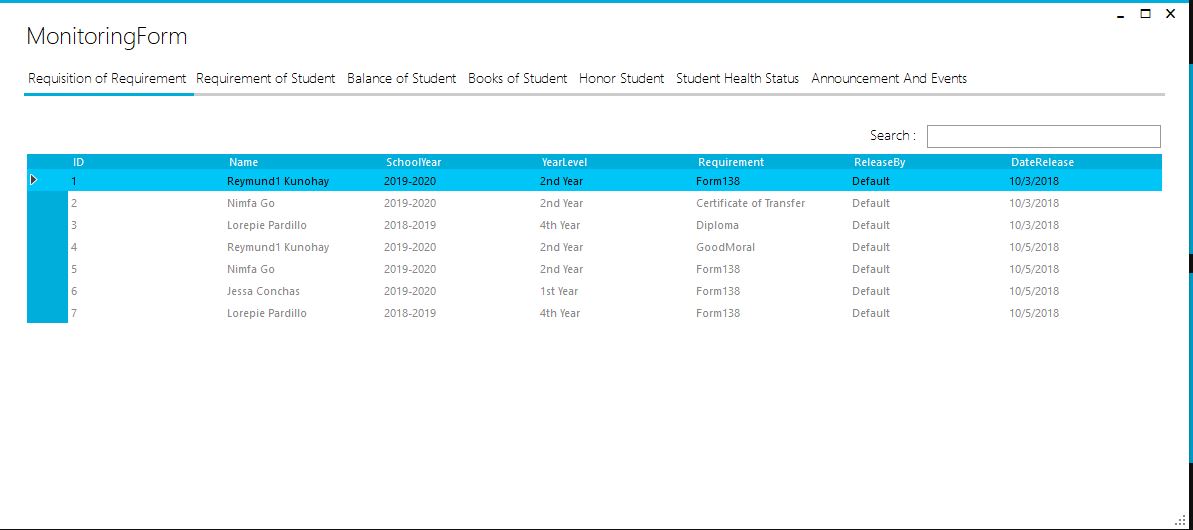 MonitoringForm
Requisition of Requirement Requirement of Student Balance of Student Books of Student Honor Student Student Health Status Announcement And Events
Search :
ID Name SchoolYear YearLevel Requirement ReleaseBy DateRelease
1 Reymund1 Kunohay 2019-2020 2nd Year Form138 Default 10/3/2018
2 Nimfa Go 2019-2020 2nd Year Certificate of Transfer Default 10/3/2018
3 Lorepie Pardillo 2018-2019 4th Year Diploma Default 10/3/2018
4 Reymund1 Kunohay 2019-2020 2nd Year GoodMoral Default 10/5/2018
5 Nimfa Go 2019-2020 2nd Year Form138 Default 10/5/2018
6 Jessa Conchas 2019-2020 1st Year Form138 Default 10/5/2018
7 Lorepie Pardillo 2018-2019 4th Year Form138 Default 10/5/2018